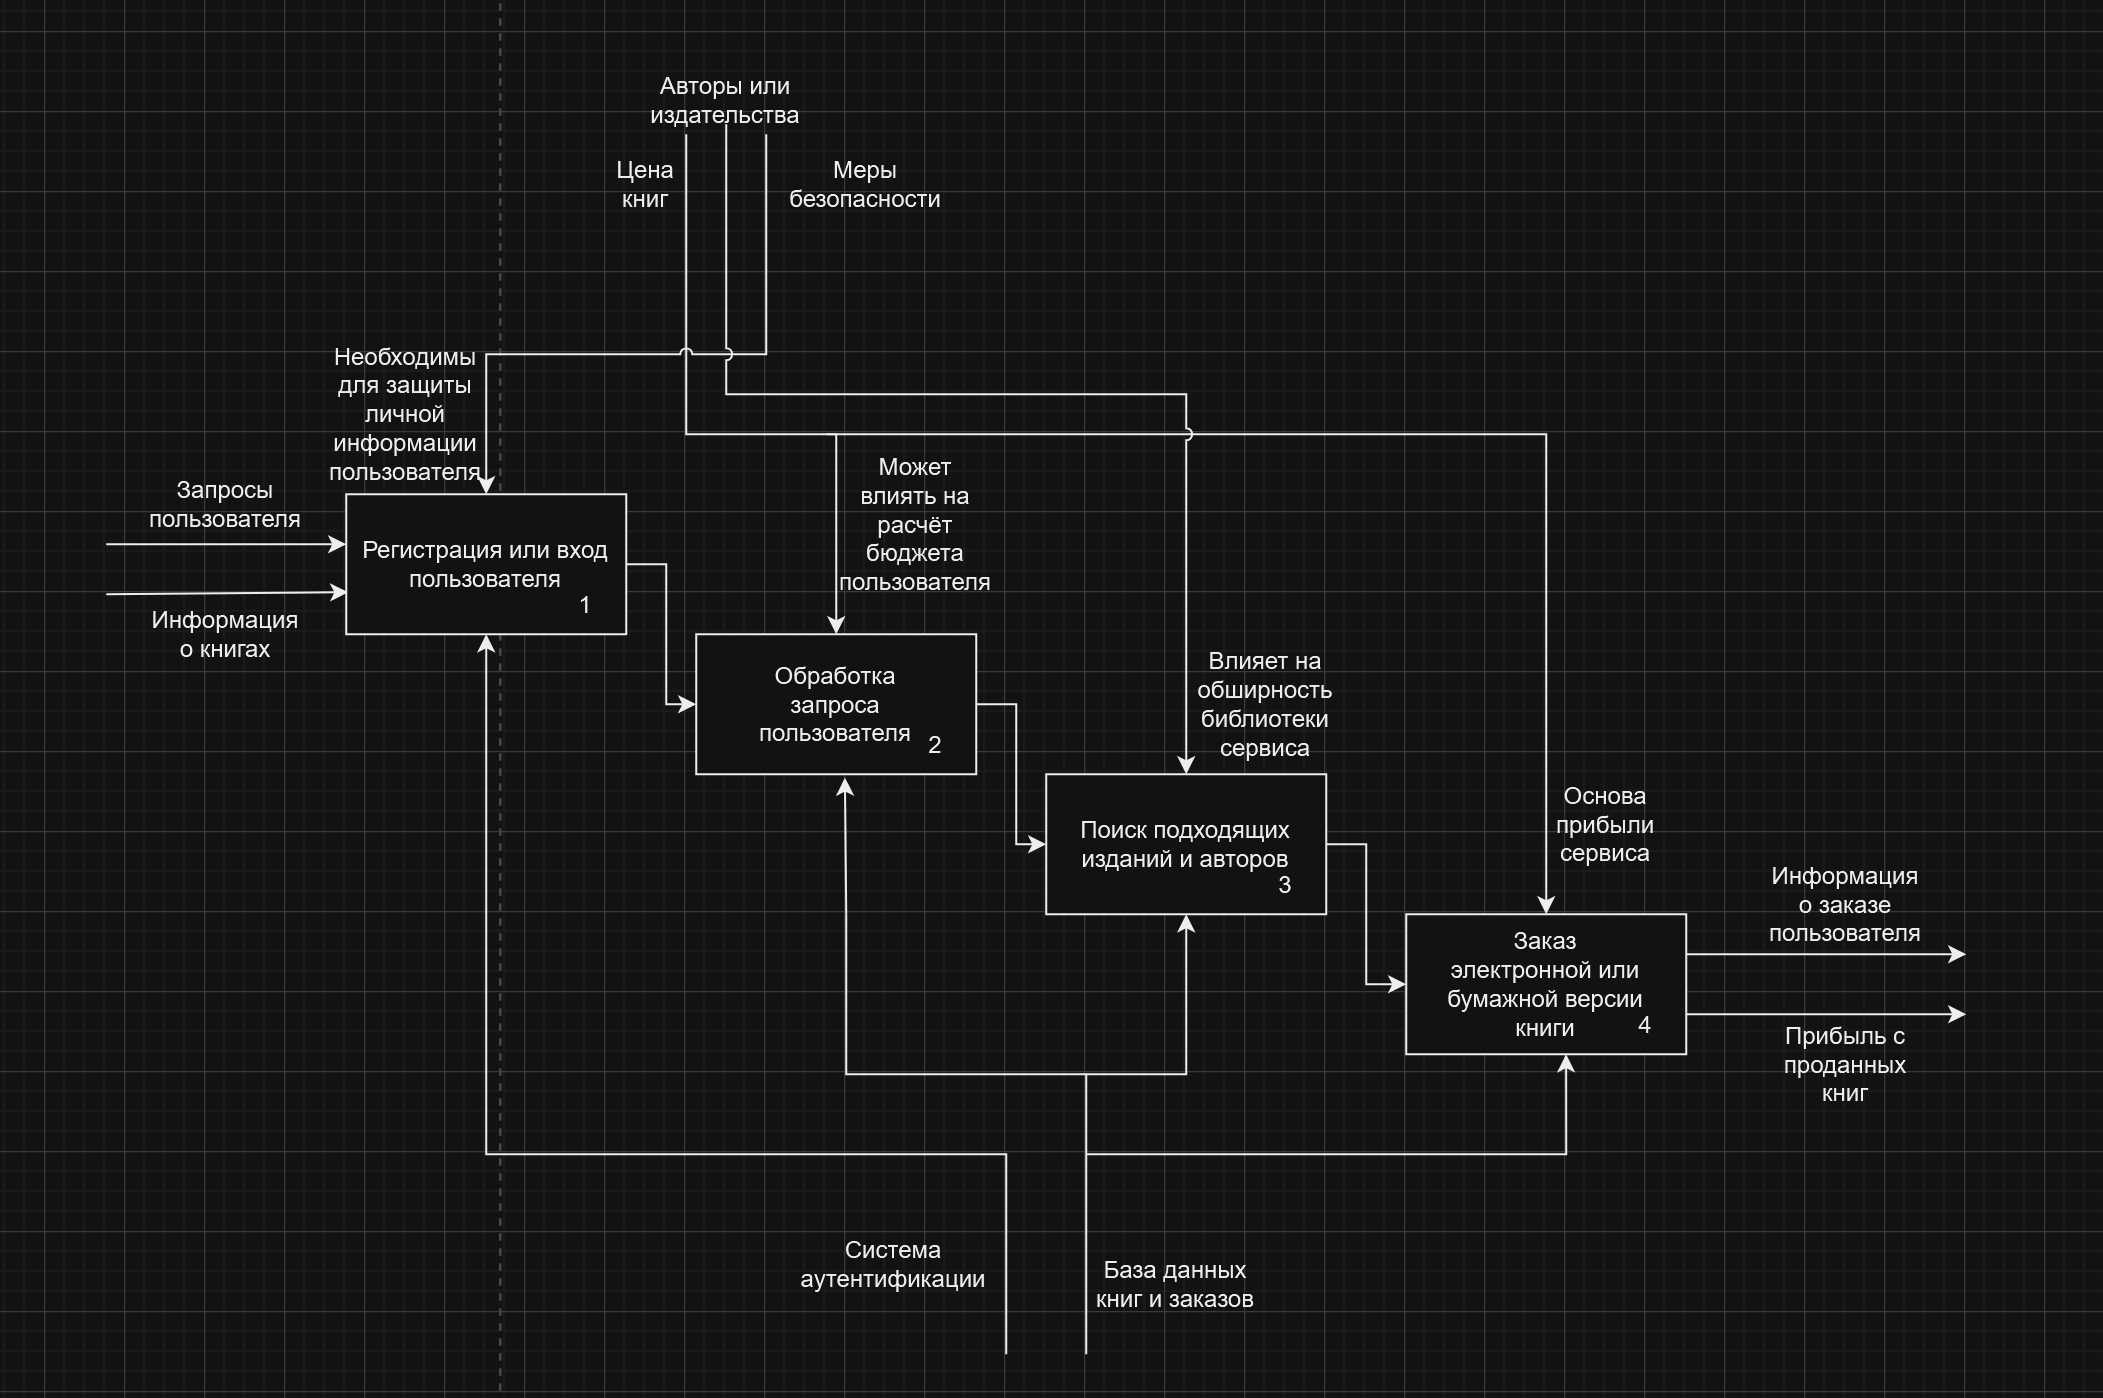 Авторы или
издательства
Цена
книг
Меры
безопасности
Необходимы
для защиты
личной
информации
пользователя
Запросы
пользователя
Информация
о книгах
Регистрация или вход
пользователя
1
Может
влиять на
расчёт
бюджета
пользователя
Обработка
запроса
пользователя
2
Влияет на
обширность
библиотеки
сервиса
Поиск подходящих
изданий и авторов
3
Основа
прибыли
сервиса
Заказ
электронной или
бумажной версии
книги
4
Информация
о заказе
пользователя
Прибыль с
проданных
книг
Система
аутентификации
База данных
книг и заказов